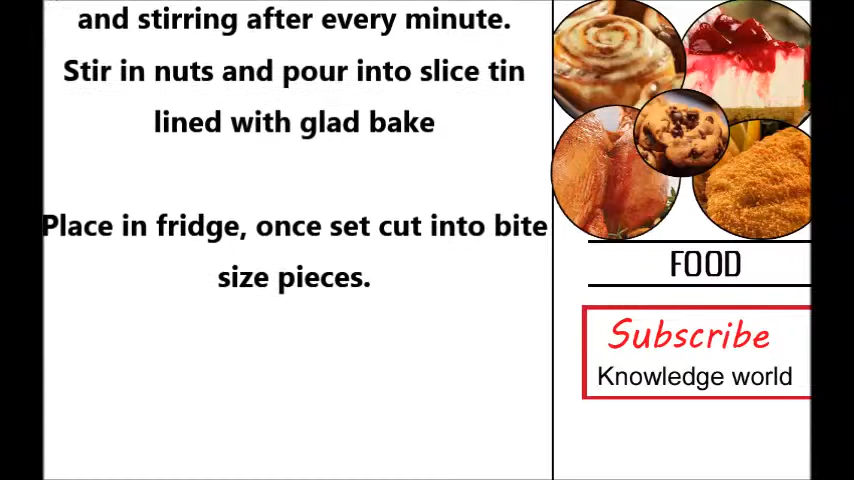 and stirring after every minute.
Stir in nuts and pour into slice tin
lined with glad bake
Place in fridge, once set cut into bite
size pieces.
FOOD
Subscribe
Knowledge world